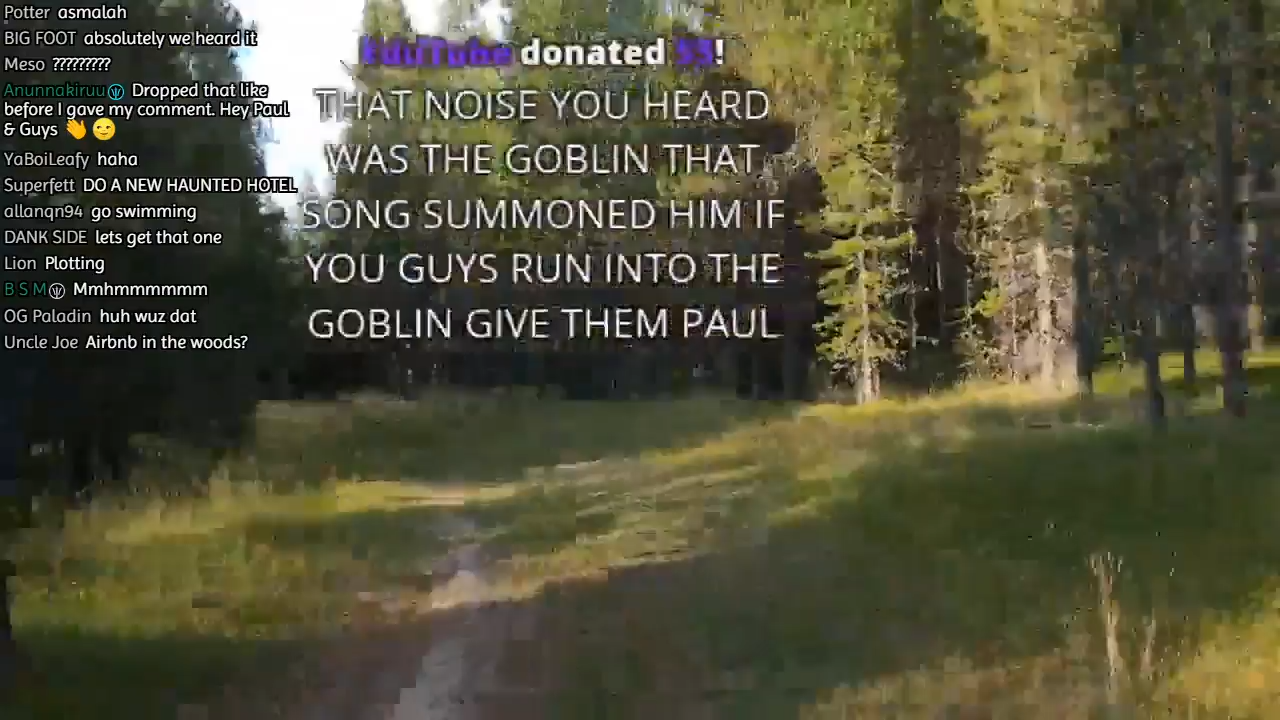 Potter asmalah
BIG FOOT absolutely we heard it
Meso ?????????
Anunnakiruu Dropped that like
before I gave my comment. Hey Paul
& Guys 👋😊
YaBoiLeafy haha
Superfett DO A NEW HAUNTED HOTEL
allanqn94 go swimming
DANK SIDE lets get that one
Lion Plotting
B S M Mmhmmmmmm
OG Paladin huh wuz dat
Uncle Joe Airbnb in the woods?
EduTube donated $5!
THAT NOISE YOU HEARD
WAS THE GOBLIN THAT
SONG SUMMONED HIM IF
YOU GUYS RUN INTO THE
GOBLIN GIVE THEM PAUL